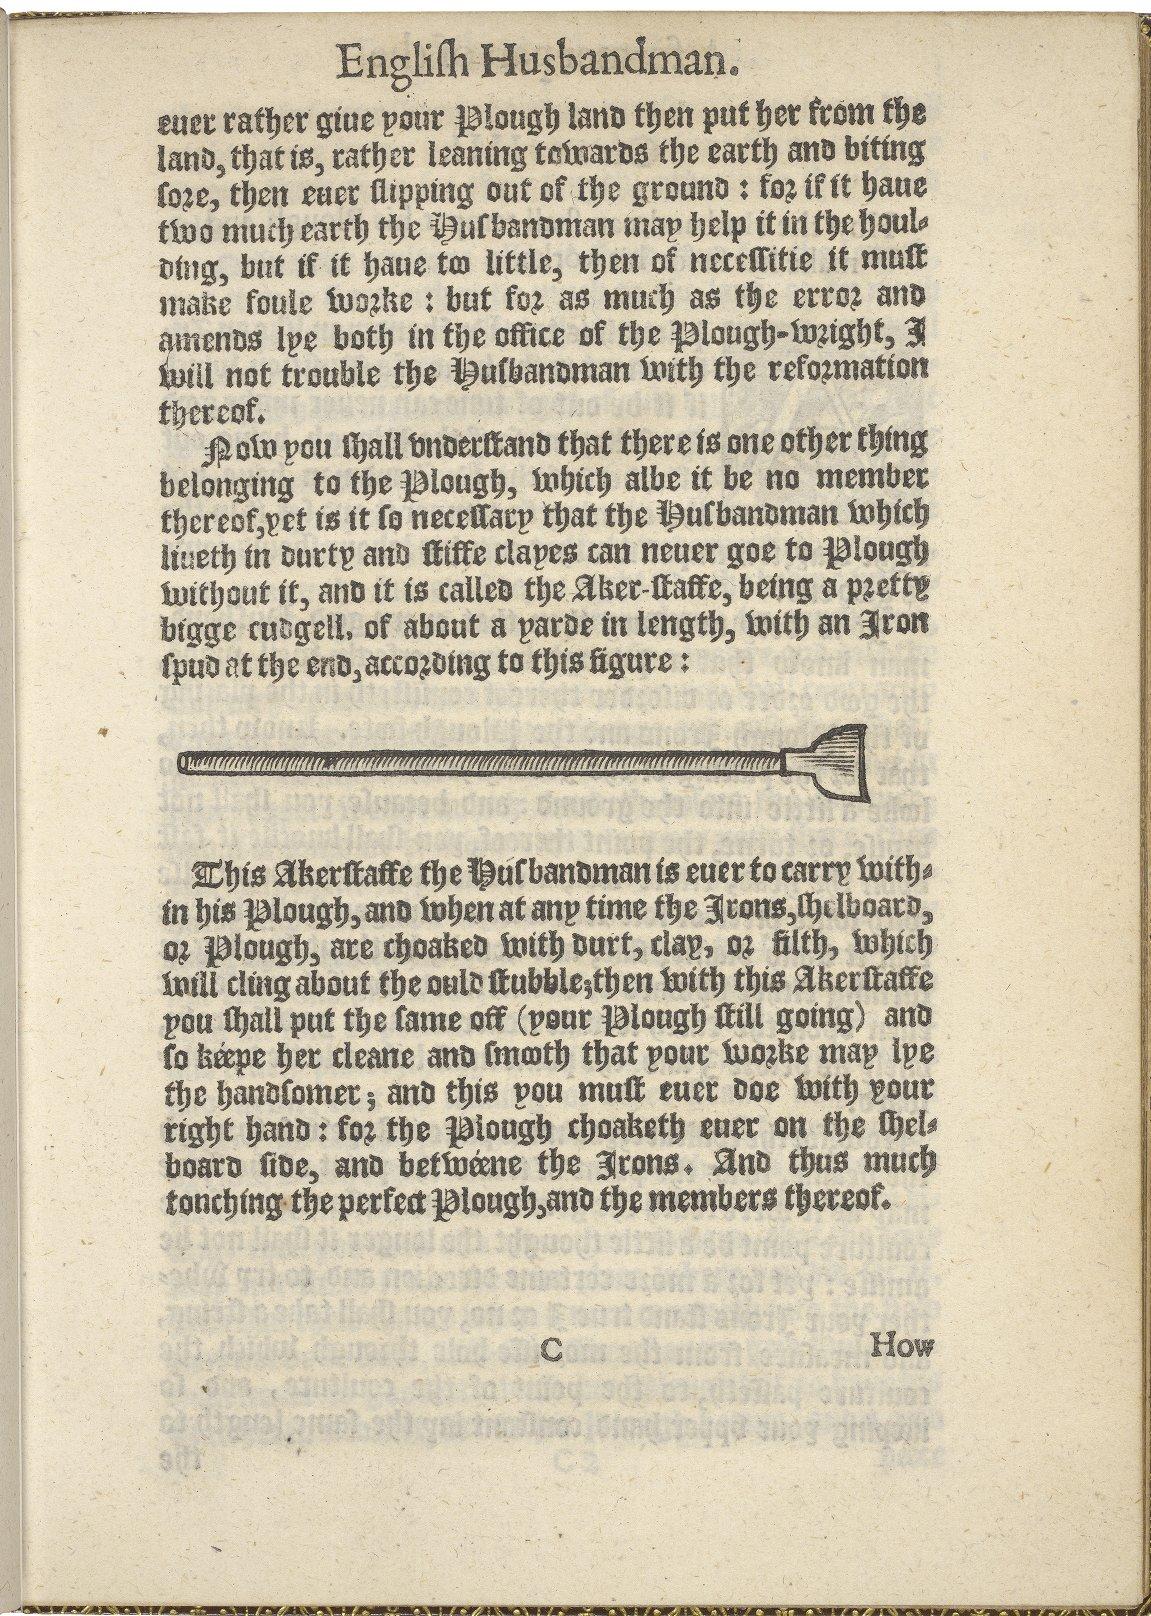 Engliſh Husbandman.
euer rather giue your Plough land then put her from the
land, that is, rather leaning towards the earth and biting
ſore, then euer ſlipping out of the ground : for if it haue
two much earth the Huſbandman may help it in the houl-
ding, but if it haue too little, then of neceſſitie it muſt
make foule worke : but for as much as the error and
amends lye both in the office of the Plough-wright, I
will not trouble the Huſbandman with the reformation
thereof.
Now you ſhall vnderſtand that there is one other thing
belonging to the Plough, which albe it be no member
thereof, yet is it ſo neceſſary that the Huſbandman which
liueth in durty and ſtiffe clayes can neuer goe to Plough
without it, and it is called the Aker-ſtaffe, being a pretty
bigge cudgell, of about a yarde in length, with an Iron
ſpud at the end, according to this figure :
This Akerſtaffe the Huſbandman is euer to carry with-
in his Plough, and when at any time the Irons, ſhelboard,
or Plough, are choaked with durt, clay, or filth, which
will cling about the ould ſtubble; then with this Akerſtaffe
you ſhall put the ſame off (your Plough ſtill going) and
ſo kéepe her cleane and ſmooth that your worke may lye
the handſomer ; and this you muſt euer doe with your
right hand : for the Plough choaketh euer on the ſhel-
board ſide, and betwéene the Irons. And thus much
tonching the perfect Plough, and the members thereof.
C How